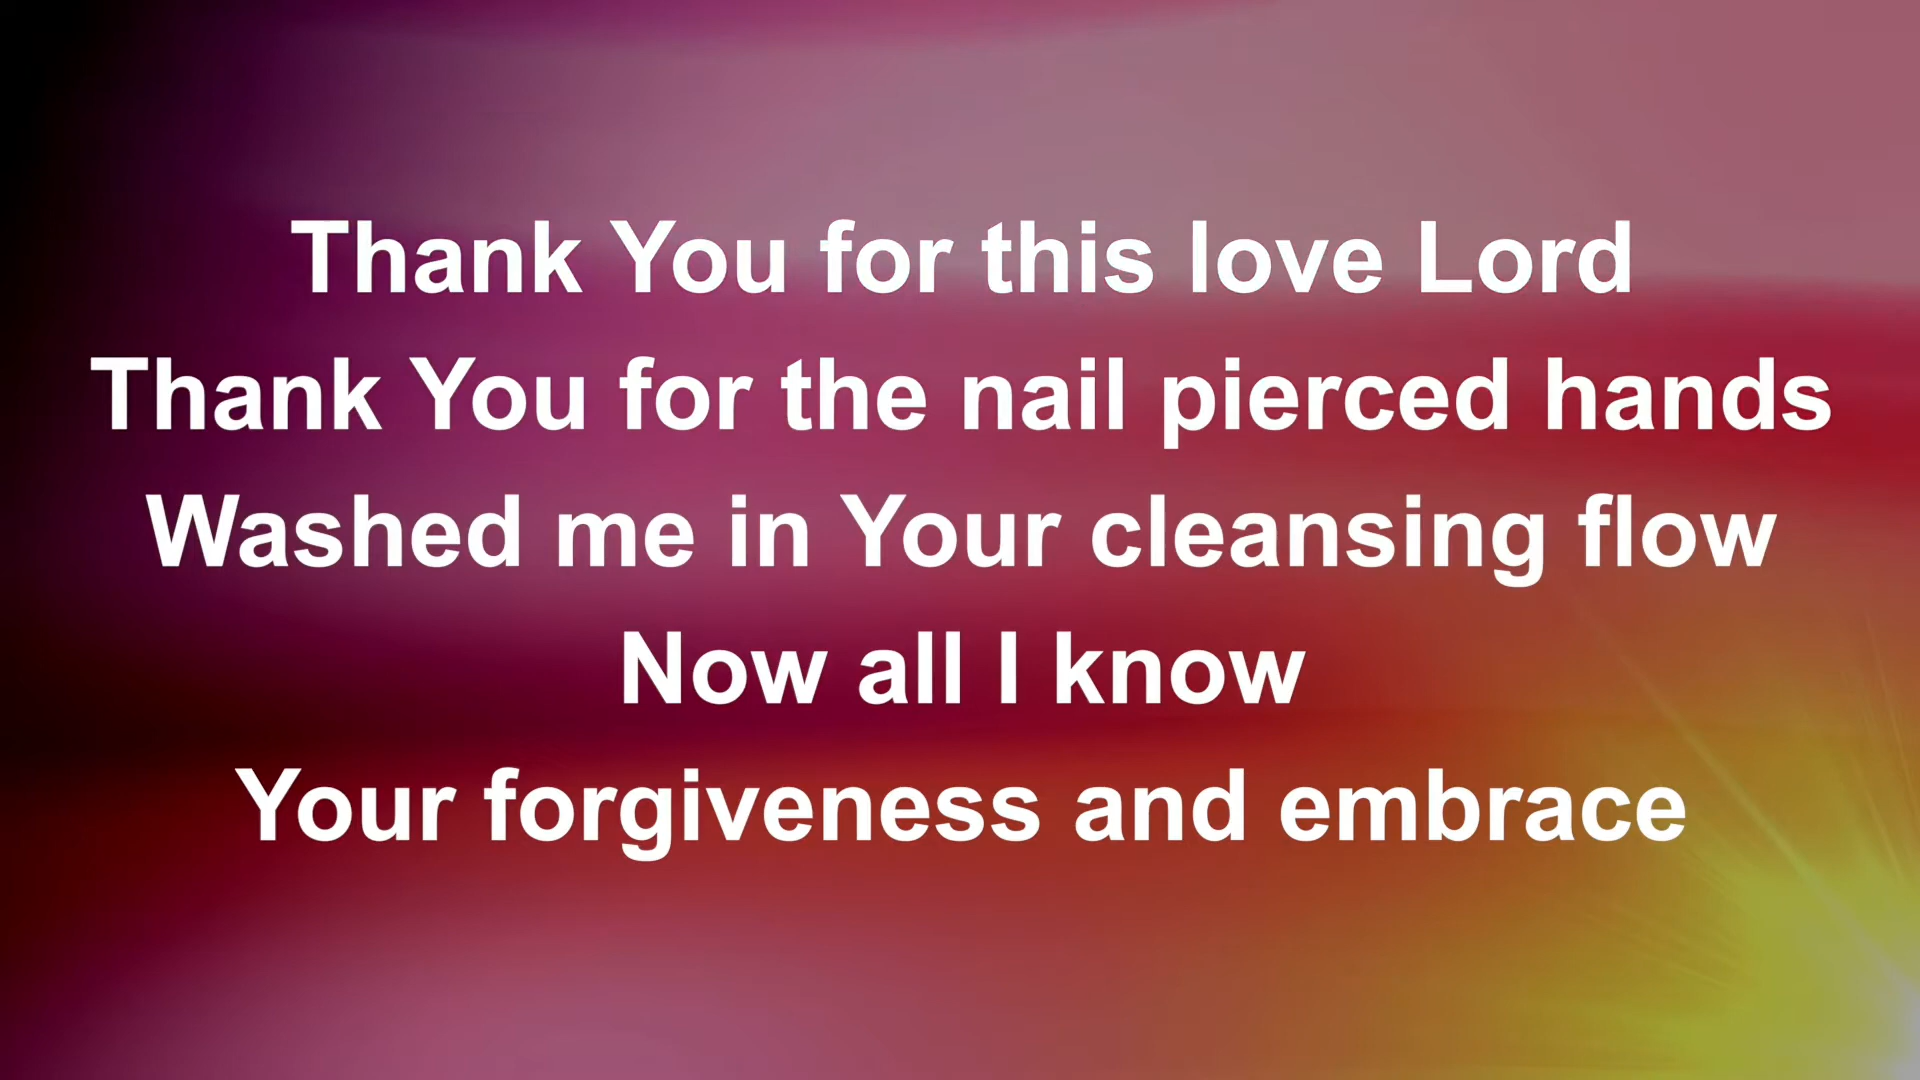 Thank You for this love Lord
Thank You for the nail pierced hands
Washed me in Your cleansing flow
Now all I know
Your forgiveness and embrace